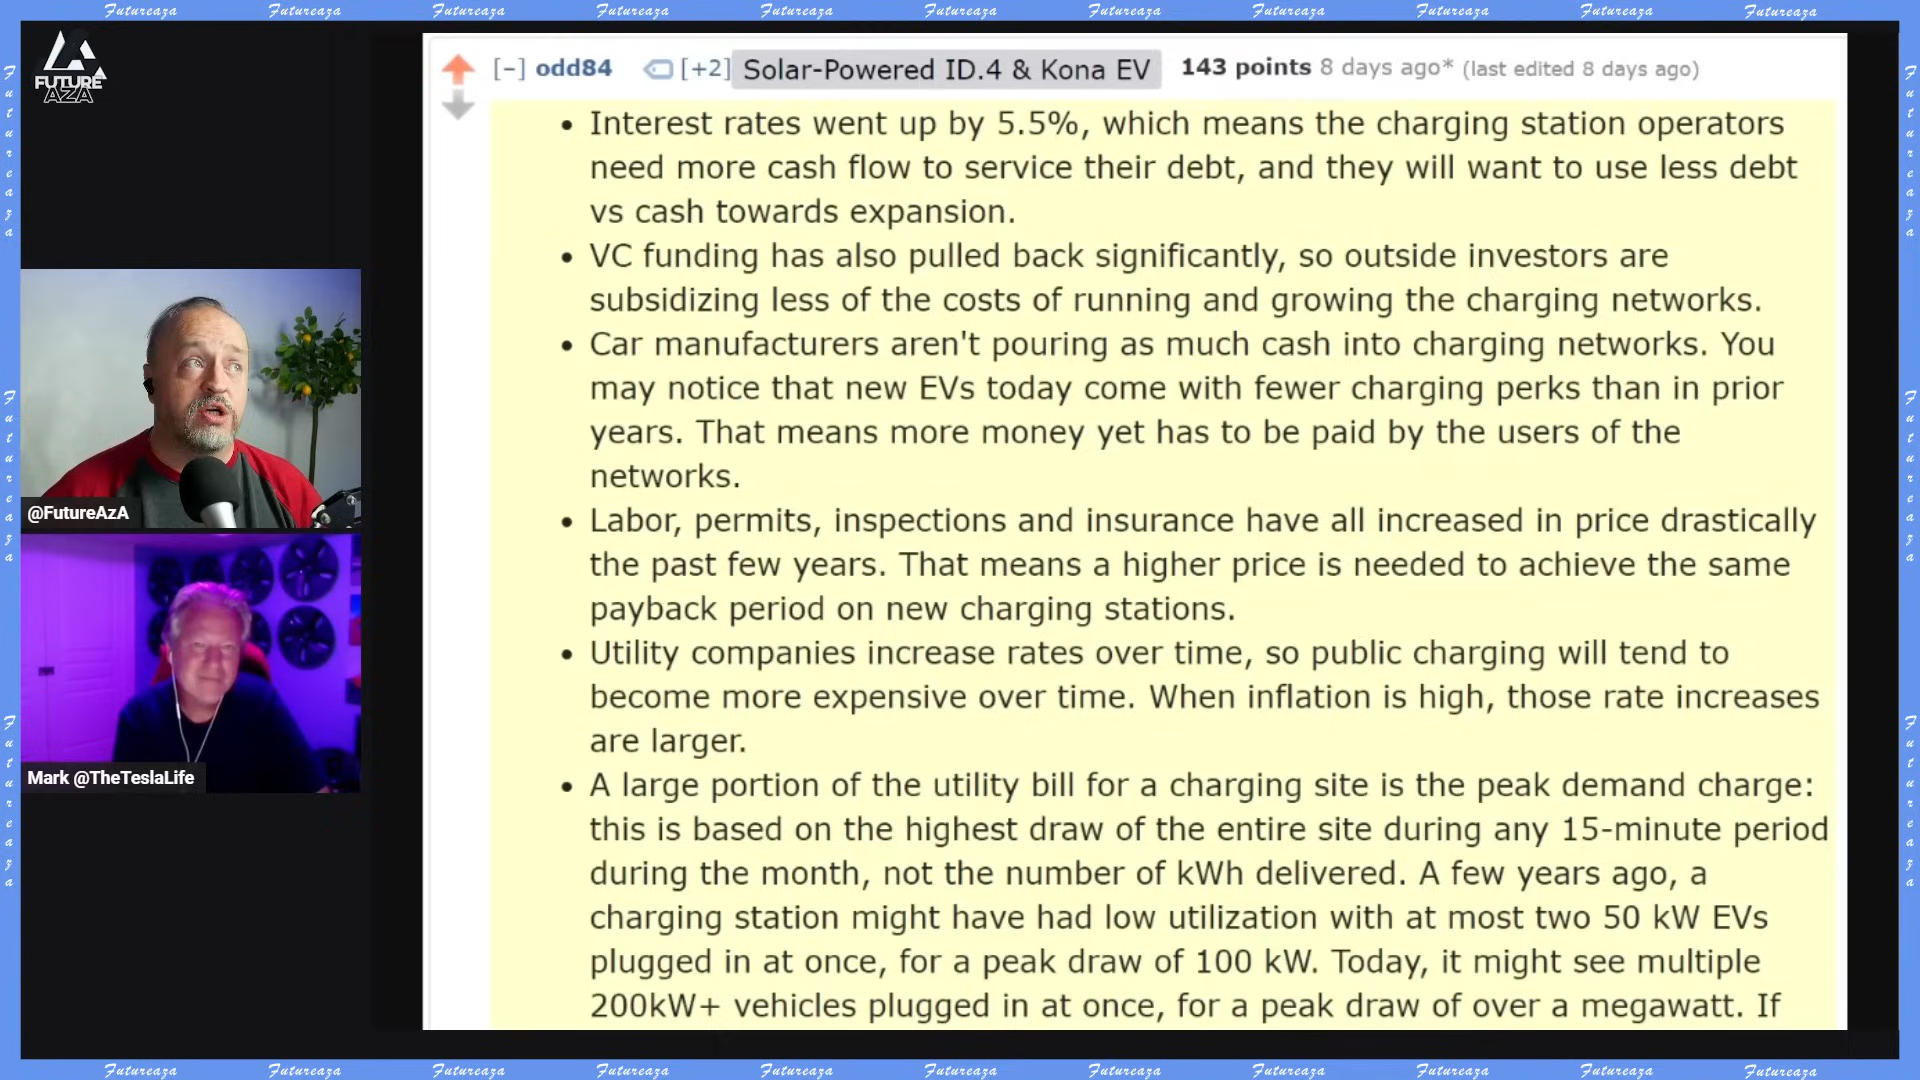 Futureaza Futureaza Futureaza Futureaza Futureaza Futureaza Futureaza Futureaza Futureaza Futureaza Futureaza
FUTURE
AZA
[-] odd84 [+2] Solar-Powered ID.4 & Kona EV 143 points 8 days ago* (last edited 8 days ago)
• Interest rates went up by 5.5%, which means the charging station operators
need more cash flow to service their debt, and they will want to use less debt
vs cash towards expansion.
• VC funding has also pulled back significantly, so outside investors are
subsidizing less of the costs of running and growing the charging networks.
• Car manufacturers aren't pouring as much cash into charging networks. You
may notice that new EVs today come with fewer charging perks than in prior
years. That means more money yet has to be paid by the users of the
networks.
• Labor, permits, inspections and insurance have all increased in price drastically
the past few years. That means a higher price is needed to achieve the same
payback period on new charging stations.
• Utility companies increase rates over time, so public charging will tend to
become more expensive over time. When inflation is high, those rate increases
are larger.
• A large portion of the utility bill for a charging site is the peak demand charge:
this is based on the highest draw of the entire site during any 15-minute period
during the month, not the number of kWh delivered. A few years ago, a
charging station might have had low utilization with at most two 50 kW EVs
plugged in at once, for a peak draw of 100 kW. Today, it might see multiple
200kW+ vehicles plugged in at once, for a peak draw of over a megawatt. If
@FutureAzA
Mark @TheTeslaLife
Futureaza
Futureaza
Futureaza
Futureaza
Futureaza
Futureaza
Futureaza Futureaza Futureaza Futureaza Futureaza Futureaza Futureaza Futureaza Futureaza Futureaza Futureaza